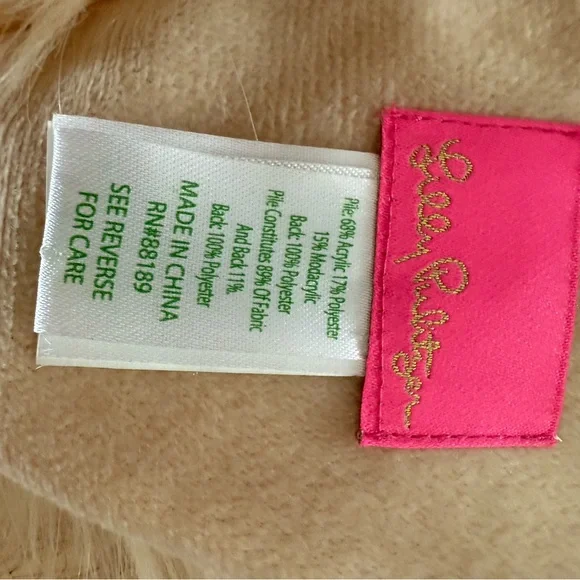 Lilly Pulitzer
Pile: 68% Acrylic 17% Polyester
15% Modacrylic
Back: 100% Polyester
Pile Constitutes 89% Of Fabric
And Back 11%.
Back: 100% Polyester
MADE IN CHINA
RN#88189
SEE REVERSE
FOR CARE